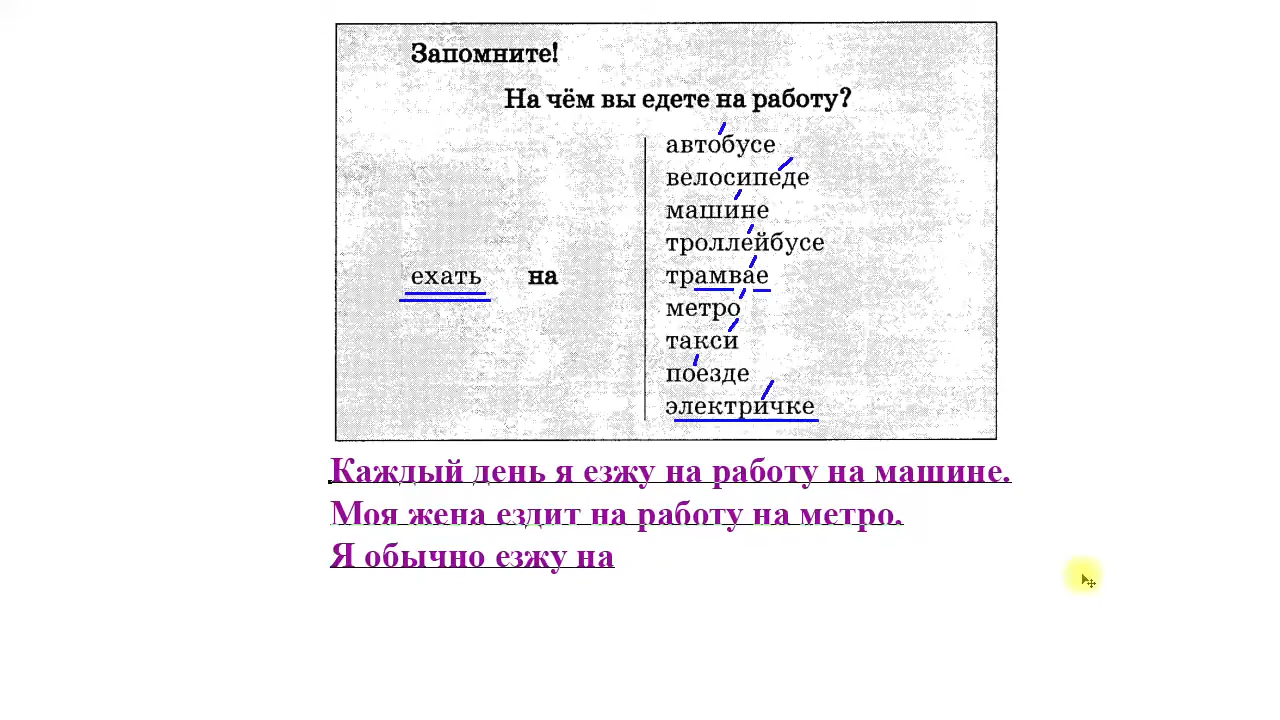 Запомните!
На чём вы едете на работу?
автобусе
велосипеде
машине
троллейбусе
ехать на трамвае
метро
такси
поезде
электричке
Каждый день я езжу на работу на машине.
Моя жена ездит на работу на метро.
Я обычно езжу на